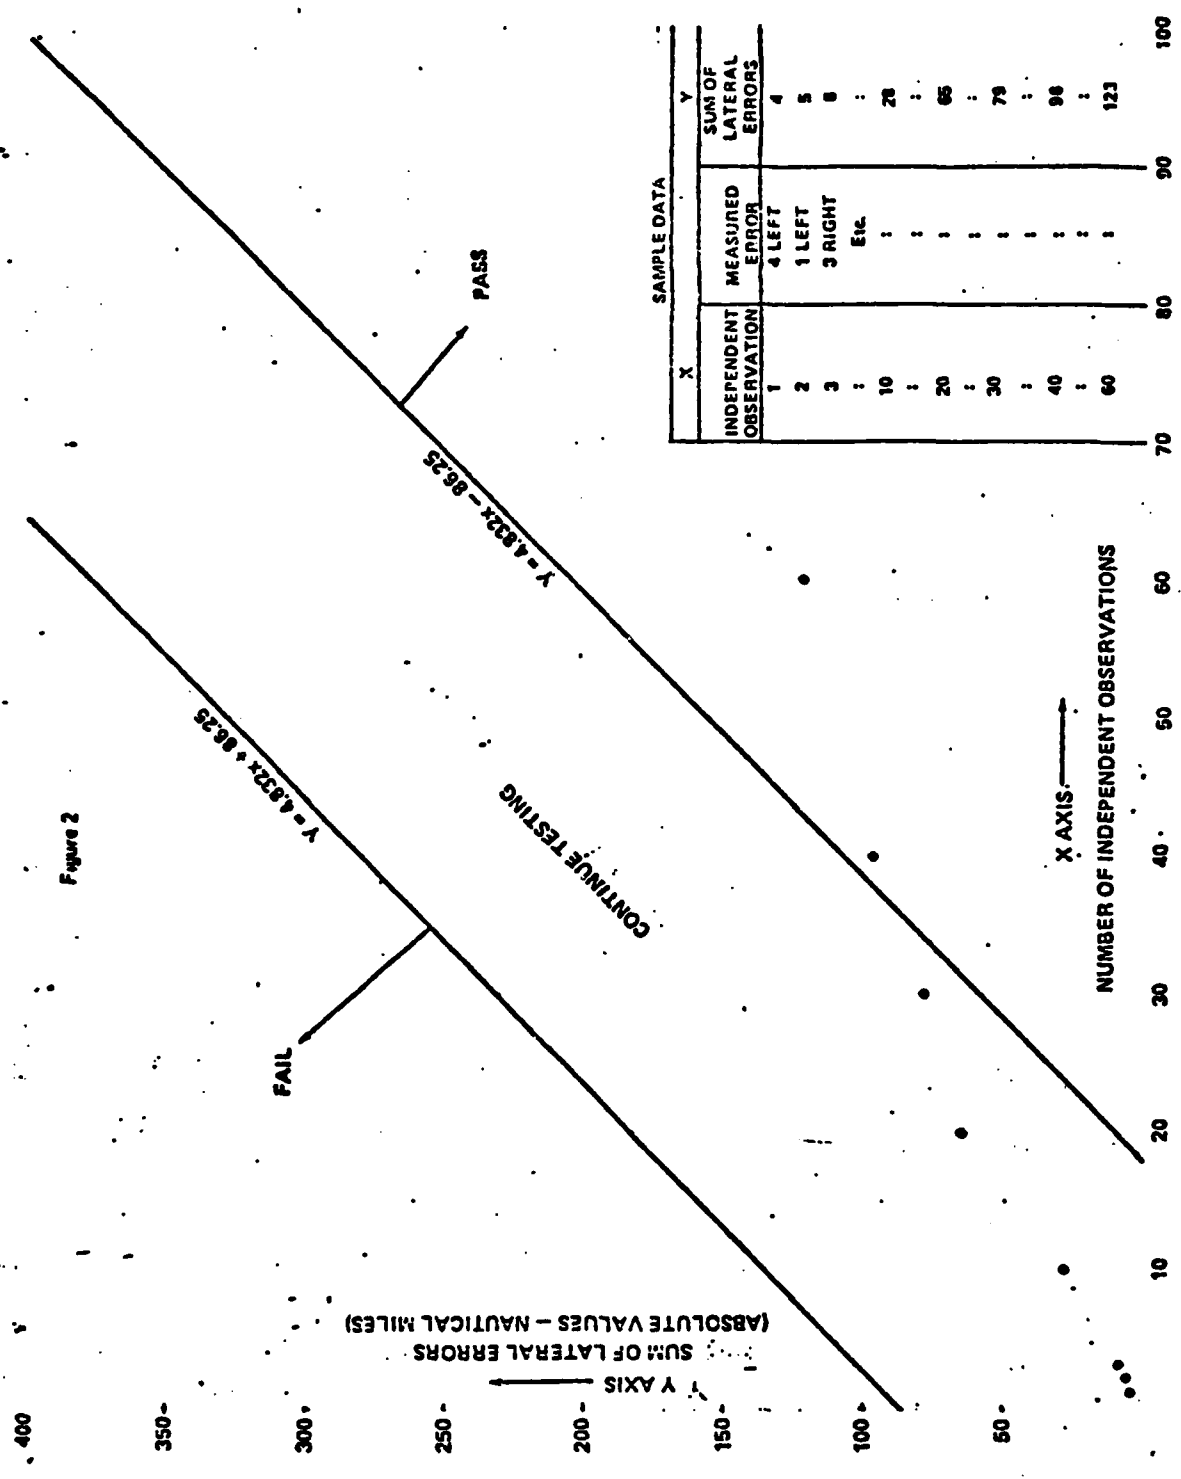 Figure 2
400
350
300
250
200
150
100
50
Y AXIS
SUM OF LATERAL ERRORS
(ABSOLUTE VALUES – NAUTICAL MILES)
FAIL
Y = 4.832x + 86.25
CONTINUE TESTING
Y = 4.832x – 86.25
PASS
SAMPLE DATA
X Y
INDEPENDENT OBSERVATION MEASURED ERROR SUM OF LATERAL ERRORS
1 4 LEFT 4
2 1 LEFT 5
3 3 RIGHT 8
: Etc. :
10 : 28
: : :
20 : 65
: : :
30 : 79
: : :
40 : 98
: : :
60 : 123
10 20 30 40 50 60 70 80 90 100
X AXIS
NUMBER OF INDEPENDENT OBSERVATIONS